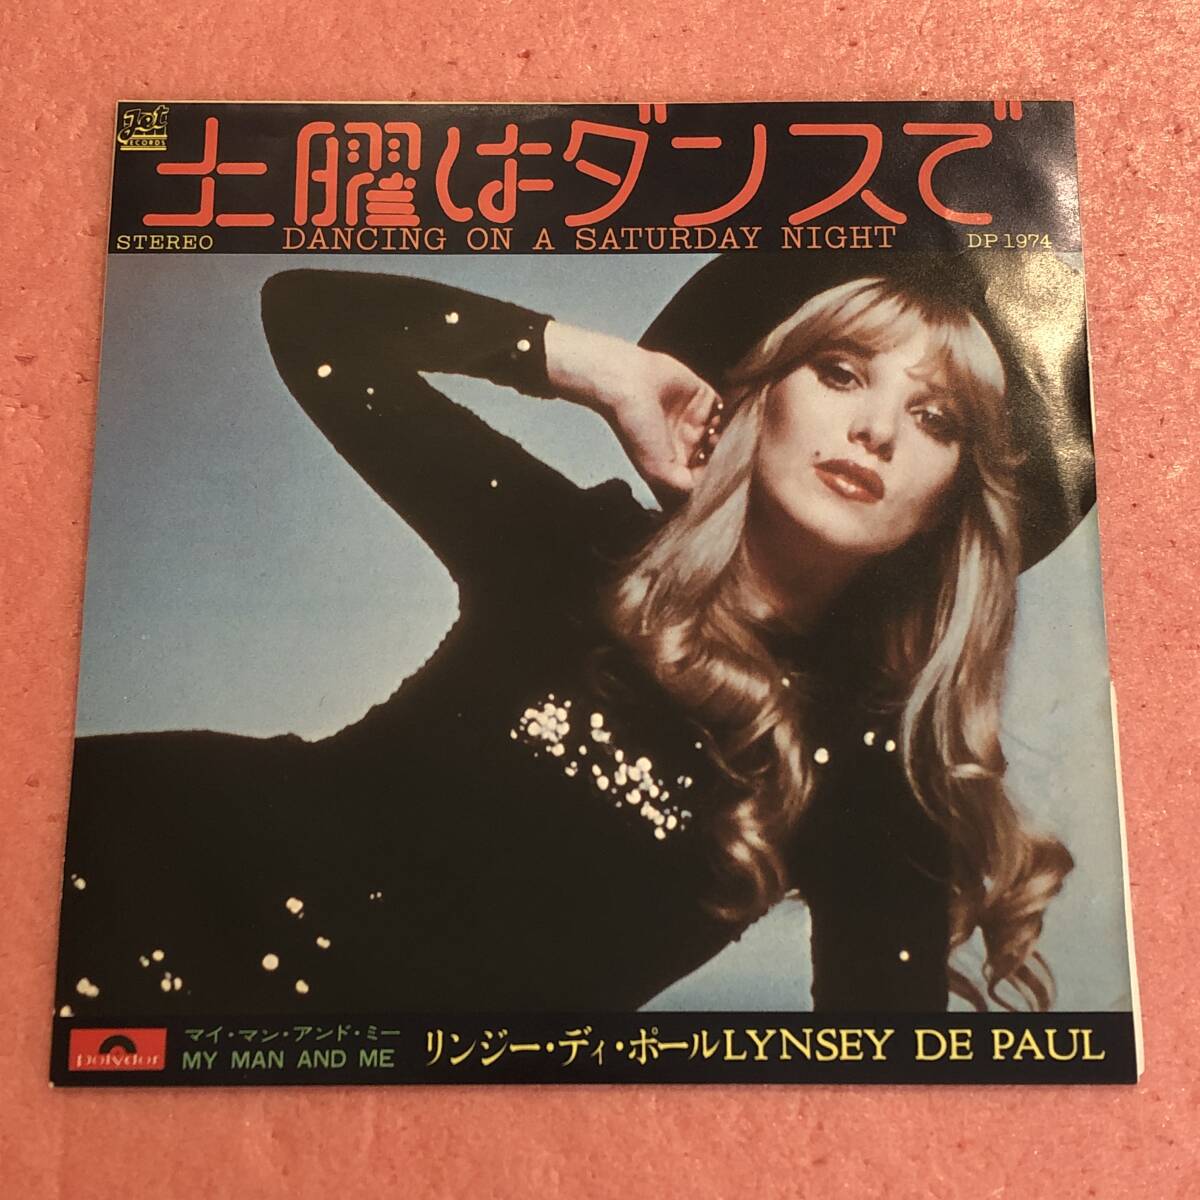 Jet
RECORDS
土曜はダンスで
STEREO DANCING ON A SATURDAY NIGHT DP 1974
polydor
マイ・マン・アンド・ミー
MY MAN AND ME
リンジー・ディ・ポール LYNSEY DE PAUL